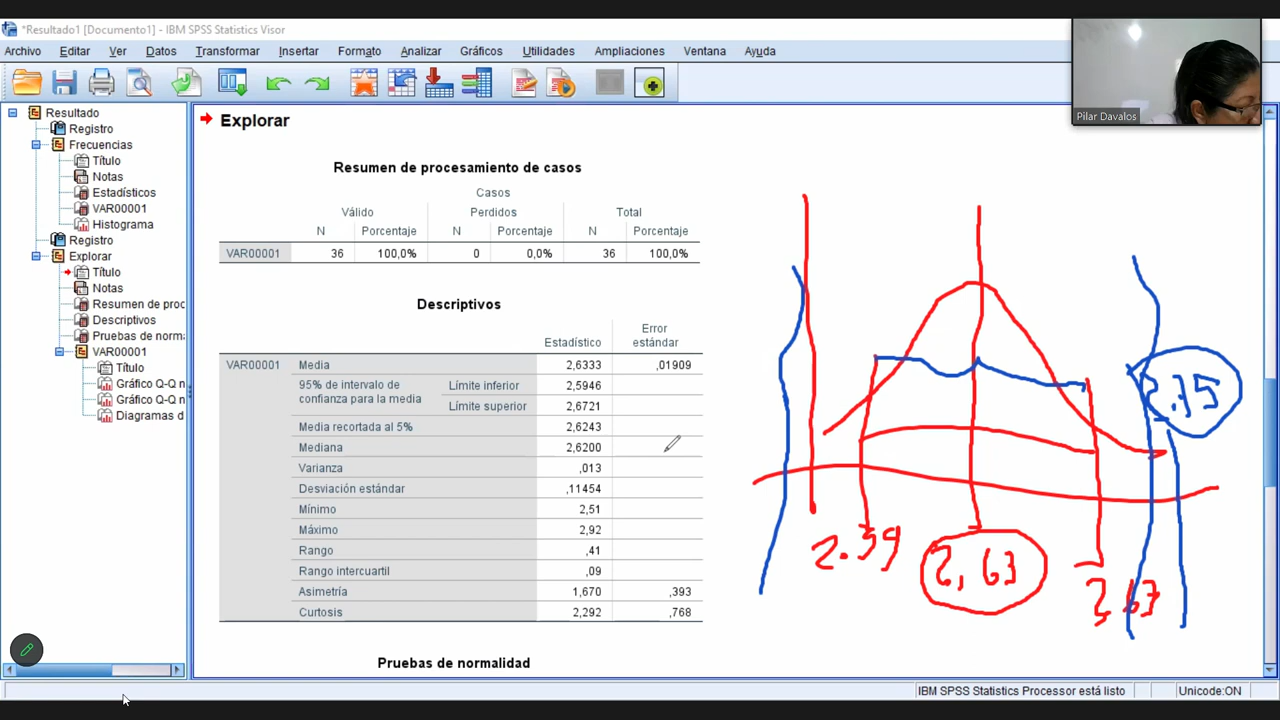 *Resultado1 [Documento1] - IBM SPSS Statistics Visor
Archivo Editar Ver Datos Transformar Insertar Formato Analizar Gráficos Utilidades Ampliaciones Ventana Ayuda
Pilar Davalos
Resultado
Registro
Frecuencias
Título
Notas
Estadísticos
VAR00001
Histograma
Registro
Explorar
Título
Notas
Resumen de proc
Descriptivos
Pruebas de norma
VAR00001
Título
Gráfico Q-Q n
Gráfico Q-Q n
Diagramas d
Explorar
Resumen de procesamiento de casos
Casos
Válido Perdidos Total
N Porcentaje N Porcentaje N Porcentaje
VAR00001 36 100,0% 0 0,0% 36 100,0%
Descriptivos
Estadístico Error estándar
VAR00001 Media 2,6333 ,01909
95% de intervalo de confianza para la media Límite inferior 2,5946
Límite superior 2,6721
Media recortada al 5% 2,6243
Mediana 2,6200
Varianza ,013
Desviación estándar ,11454
Mínimo 2,51
Máximo 2,92
Rango ,41
Rango intercuartil ,09
Asimetría 1,670 ,393
Curtosis 2,292 ,768
Pruebas de normalidad
2.59
2,63
2,67
2.75
IBM SPSS Statistics Processor está listo
Unicode:ON